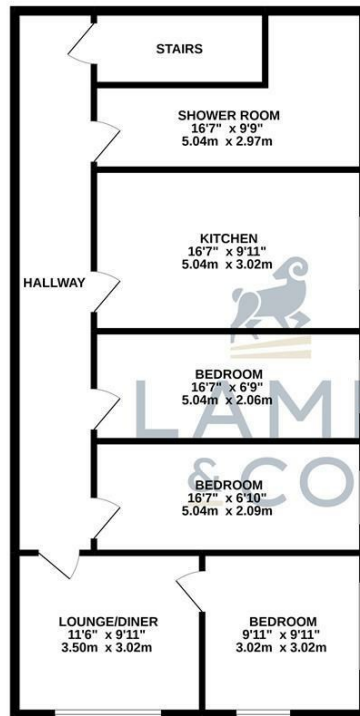 STAIRS
SHOWER ROOM
16'7" x 9'9"
5.04m x 2.97m
KITCHEN
16'7" x 9'11"
5.04m x 3.02m
HALLWAY
BEDROOM
16'7" x 6'9"
5.04m x 2.06m
LAM
& CO
BEDROOM
16'7" x 6'10"
5.04m x 2.09m
LOUNGE/DINER
11'6" x 9'11"
3.50m x 3.02m
BEDROOM
9'11" x 9'11"
3.02m x 3.02m